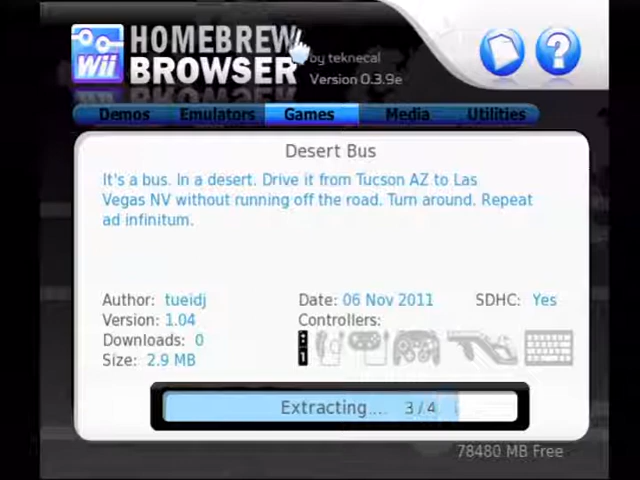 Wii
HOMEBREW
BROWSER
by teknecal
Version 0.3.9e
?
Demos Emulators Games Media Utilities
Desert Bus
It's a bus. In a desert. Drive it from Tucson AZ to Las
Vegas NV without running off the road. Turn around. Repeat
ad infinitum.
Author: tueidj Date: 06 Nov 2011 SDHC: Yes
Version: 1.04 Controllers:
Downloads: 0
1
Size: 2.9 MB
Extracting.... 3/4
78480 MB Free